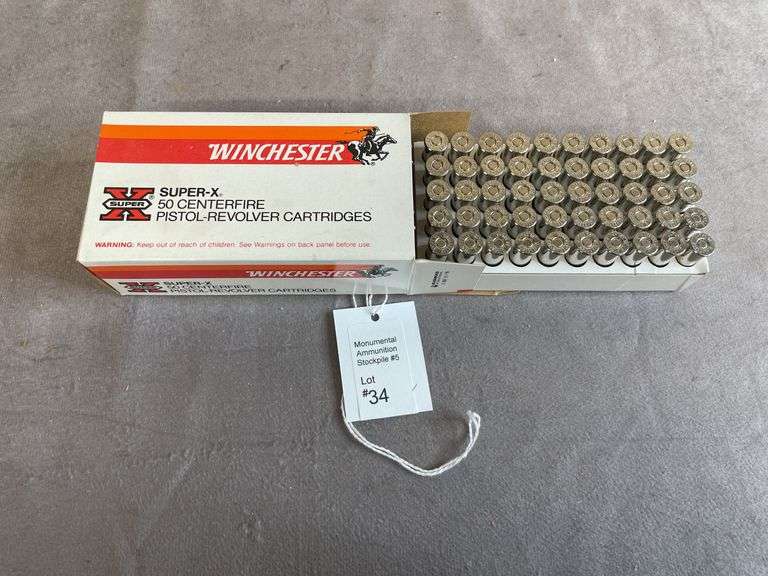 WINCHESTER
X
SUPER
SUPER-X®
50 CENTERFIRE
PISTOL-REVOLVER CARTRIDGES
WARNING: Keep out of reach of children. See Warnings on back panel before use.
WINCHESTER
X
SUPER
SUPER-X
50 CENTERFIRE
PISTOL-REVOLVER CARTRIDGES
Monumental
Ammunition
Stockpile #5
Lot
#34